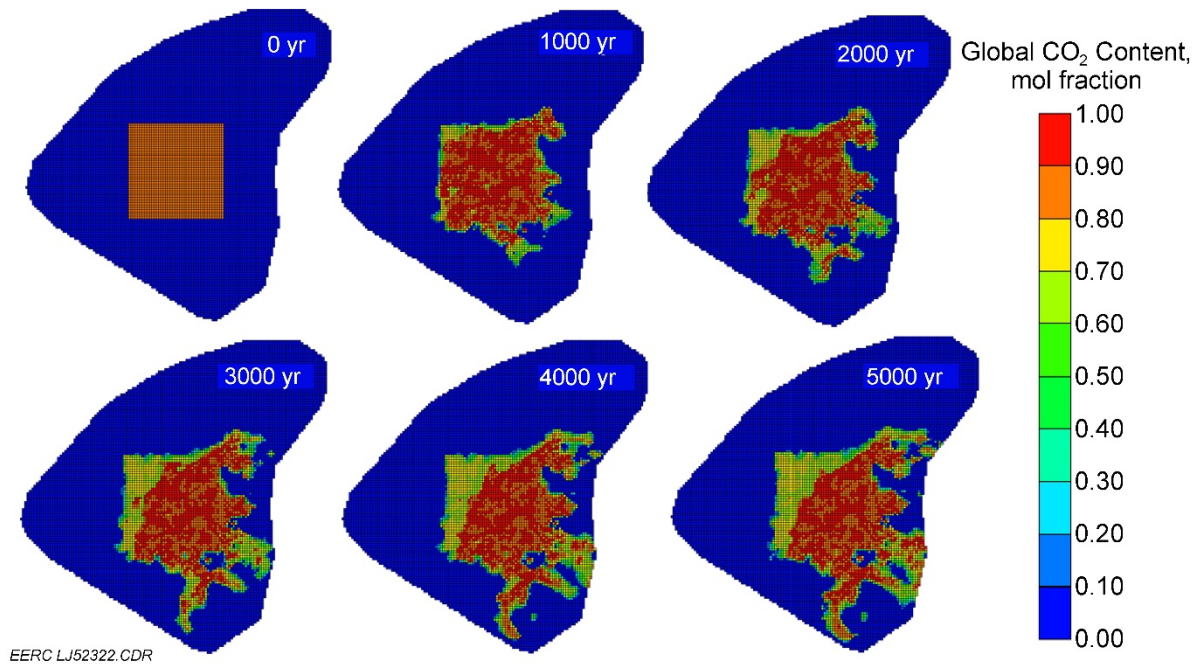 0 yr
1000 yr
2000 yr
Global CO₂ Content,
mol fraction
1.00
0.90
0.80
0.70
0.60
0.50
0.40
0.30
0.20
0.10
0.00
3000 yr
4000 yr
5000 yr
EERC LJ52322.CDR